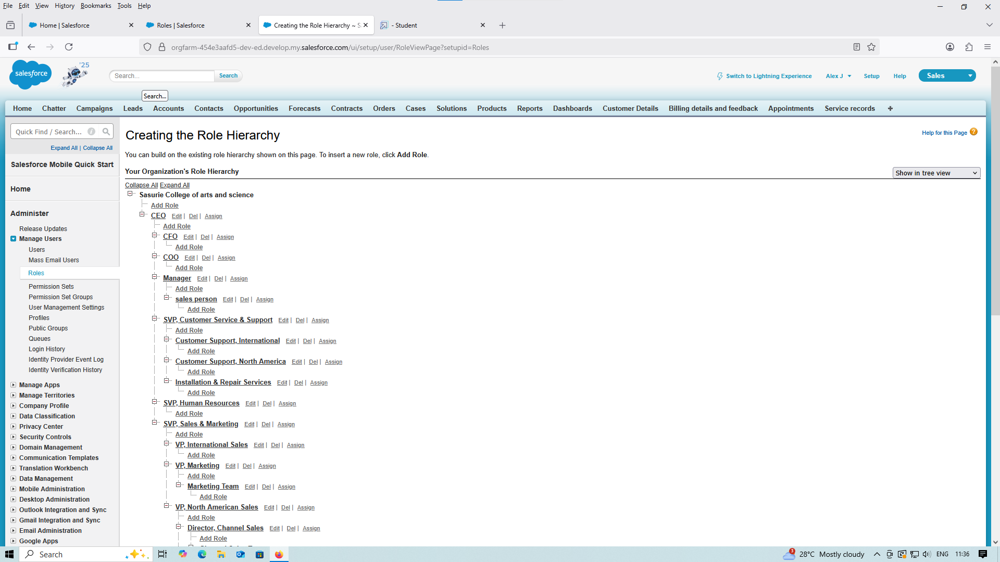 File Edit View History Bookmarks Tools Help
Home | Salesforce
Roles | Salesforce
Creating the Role Hierarchy ~ S
- Student
orgfarm-454e3aafd5-dev-ed.develop.my.salesforce.com/ui/setup/user/RoleViewPage?setupid=Roles
salesforce
'25
Search...
Search
Switch to Lightning Experience
Alex J
Setup
Help
Sales
Search...
Home Chatter Campaigns Leads Accounts Contacts Opportunities Forecasts Contracts Orders Cases Solutions Products Reports Dashboards Customer Details Billing details and feedback Appointments Service records +
Quick Find / Search...
Expand All | Collapse All
Salesforce Mobile Quick Start
Home
Administer
Release Updates
Manage Users
Users
Mass Email Users
Roles
Permission Sets
Permission Set Groups
User Management Settings
Profiles
Public Groups
Queues
Login History
Identity Provider Event Log
Identity Verification History
Manage Apps
Manage Territories
Company Profile
Data Classification
Privacy Center
Security Controls
Domain Management
Communication Templates
Translation Workbench
Data Management
Mobile Administration
Desktop Administration
Outlook Integration and Sync
Gmail Integration and Sync
Email Administration
Google Apps
Creating the Role Hierarchy
Help for this Page
You can build on the existing role hierarchy shown on this page. To insert a new role, click Add Role.
Your Organization's Role Hierarchy
Show in tree view
Collapse All Expand All
Sasurie College of arts and science
Add Role
CEO Edit | Del | Assign
Add Role
CFO Edit | Del | Assign
Add Role
COO Edit | Del | Assign
Add Role
Manager Edit | Del | Assign
Add Role
sales person Edit | Del | Assign
Add Role
SVP, Customer Service & Support Edit | Del | Assign
Add Role
Customer Support, International Edit | Del | Assign
Add Role
Customer Support, North America Edit | Del | Assign
Add Role
Installation & Repair Services Edit | Del | Assign
Add Role
SVP, Human Resources Edit | Del | Assign
Add Role
SVP, Sales & Marketing Edit | Del | Assign
Add Role
VP, International Sales Edit | Del | Assign
Add Role
VP, Marketing Edit | Del | Assign
Add Role
Marketing Team Edit | Del | Assign
Add Role
VP, North American Sales Edit | Del | Assign
Add Role
Director, Channel Sales Edit | Del | Assign
Add Role
Search
3
28°C Mostly cloudy
ENG
11:36